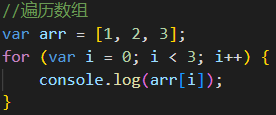 //遍历数组
var arr = [1, 2, 3];
for (var i = 0; i < 3; i++) {
    console.log(arr[i]);
}